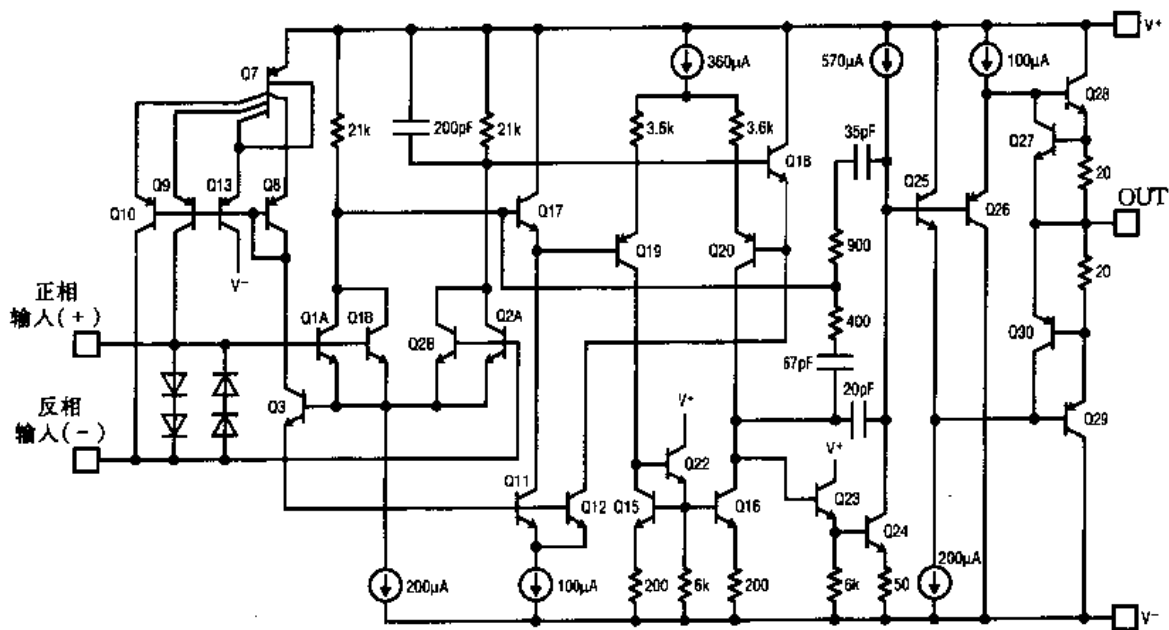 V+
Q7
360μA
570μA
100μA
Q28
21k
200pF
21k
3.6k
3.6k
35pF
Q27
Q18
20
Q9
Q13
Q8
Q10
Q25
Q26
OUT
Q17
Q19
Q20
900
20
V-
正相
输入(+)
Q1A
Q1B
Q2B
Q2A
400
Q30
67pF
20pF
Q3
反相
输入(-)
V+
Q29
V+
Q11
Q12
Q15
Q22
Q16
Q23
Q24
200μA
200μA
100μA
200
6k
200
6k
50
V-